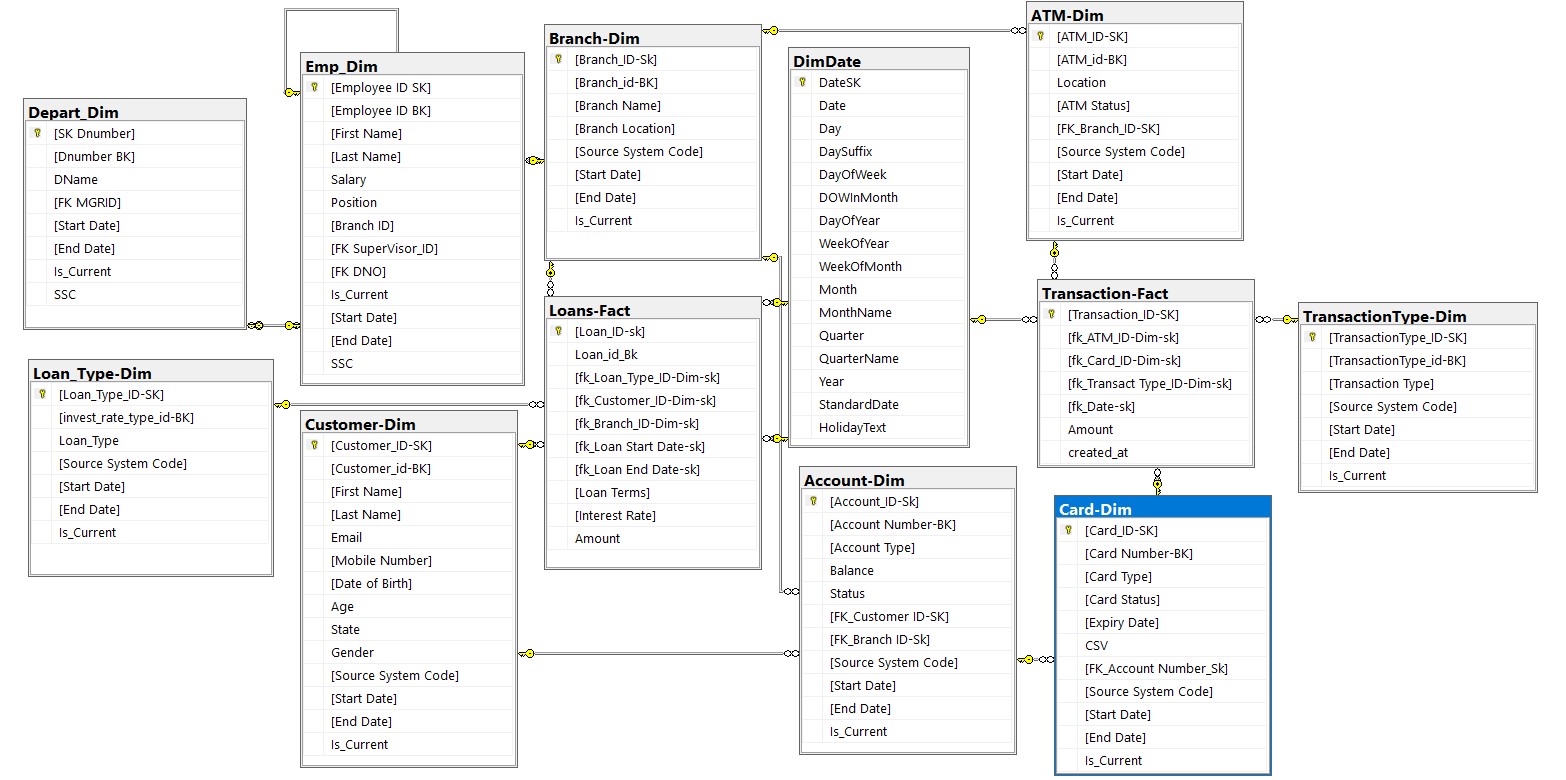 Depart_Dim
[SK Dnumber]
[Dnumber BK]
DName
[FK MGRID]
[Start Date]
[End Date]
Is_Current
SSC
Emp_Dim
[Employee ID SK]
[Employee ID BK]
[First Name]
[Last Name]
Salary
Position
[Branch ID]
[FK SuperVisor_ID]
[FK DNO]
Is_Current
[Start Date]
[End Date]
SSC
Branch-Dim
[Branch_ID-Sk]
[Branch_id-BK]
[Branch Name]
[Branch Location]
[Source System Code]
[Start Date]
[End Date]
Is_Current
DimDate
DateSK
Date
Day
DaySuffix
DayOfWeek
DOWInMonth
DayOfYear
WeekOfYear
WeekOfMonth
Month
MonthName
Quarter
QuarterName
Year
StandardDate
HolidayText
ATM-Dim
[ATM_ID-SK]
[ATM_id-BK]
Location
[ATM Status]
[FK_Branch_ID-SK]
[Source System Code]
[Start Date]
[End Date]
Is_Current
Loan_Type-Dim
[Loan_Type_ID-SK]
[invest_rate_type_id-BK]
Loan_Type
[Source System Code]
[Start Date]
[End Date]
Is_Current
Customer-Dim
[Customer_ID-SK]
[Customer_id-BK]
[First Name]
[Last Name]
Email
[Mobile Number]
[Date of Birth]
Age
State
Gender
[Source System Code]
[Start Date]
[End Date]
Is_Current
Loans-Fact
[Loan_ID-sk]
Loan_id_Bk
[fk_Loan_Type_ID-Dim-sk]
[fk_Customer_ID-Dim-sk]
[fk_Branch_ID-Dim-sk]
[fk_Loan Start Date-sk]
[fk_Loan End Date-sk]
[Loan Terms]
[Interest Rate]
Amount
Account-Dim
[Account_ID-Sk]
[Account Number-BK]
[Account Type]
Balance
Status
[FK_Customer ID-SK]
[FK_Branch ID-Sk]
[Source System Code]
[Start Date]
[End Date]
Is_Current
Transaction-Fact
[Transaction_ID-SK]
[fk_ATM_ID-Dim-sk]
[fk_Card_ID-Dim-sk]
[fk_Transact Type_ID-Dim-sk]
[fk_Date-sk]
Amount
created_at
TransactionType-Dim
[TransactionType_ID-SK]
[TransactionType_id-BK]
[Transaction Type]
[Source System Code]
[Start Date]
[End Date]
Is_Current
Card-Dim
[Card_ID-SK]
[Card Number-BK]
[Card Type]
[Card Status]
[Expiry Date]
CSV
[FK_Account Number_Sk]
[Source System Code]
[Start Date]
[End Date]
Is_Current